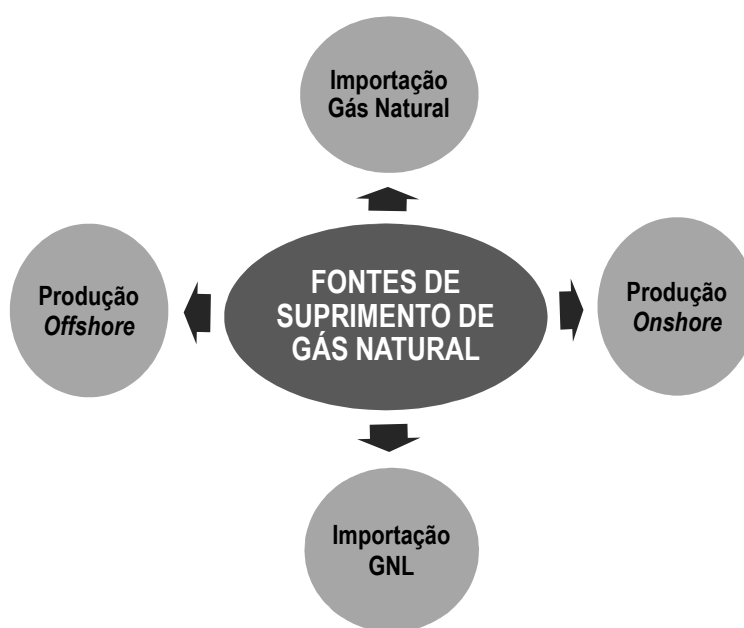 Importação
Gás Natural
FONTES DE
SUPRIMENTO DE
GÁS NATURAL
Produção
Offshore
Produção
Onshore
Importação
GNL